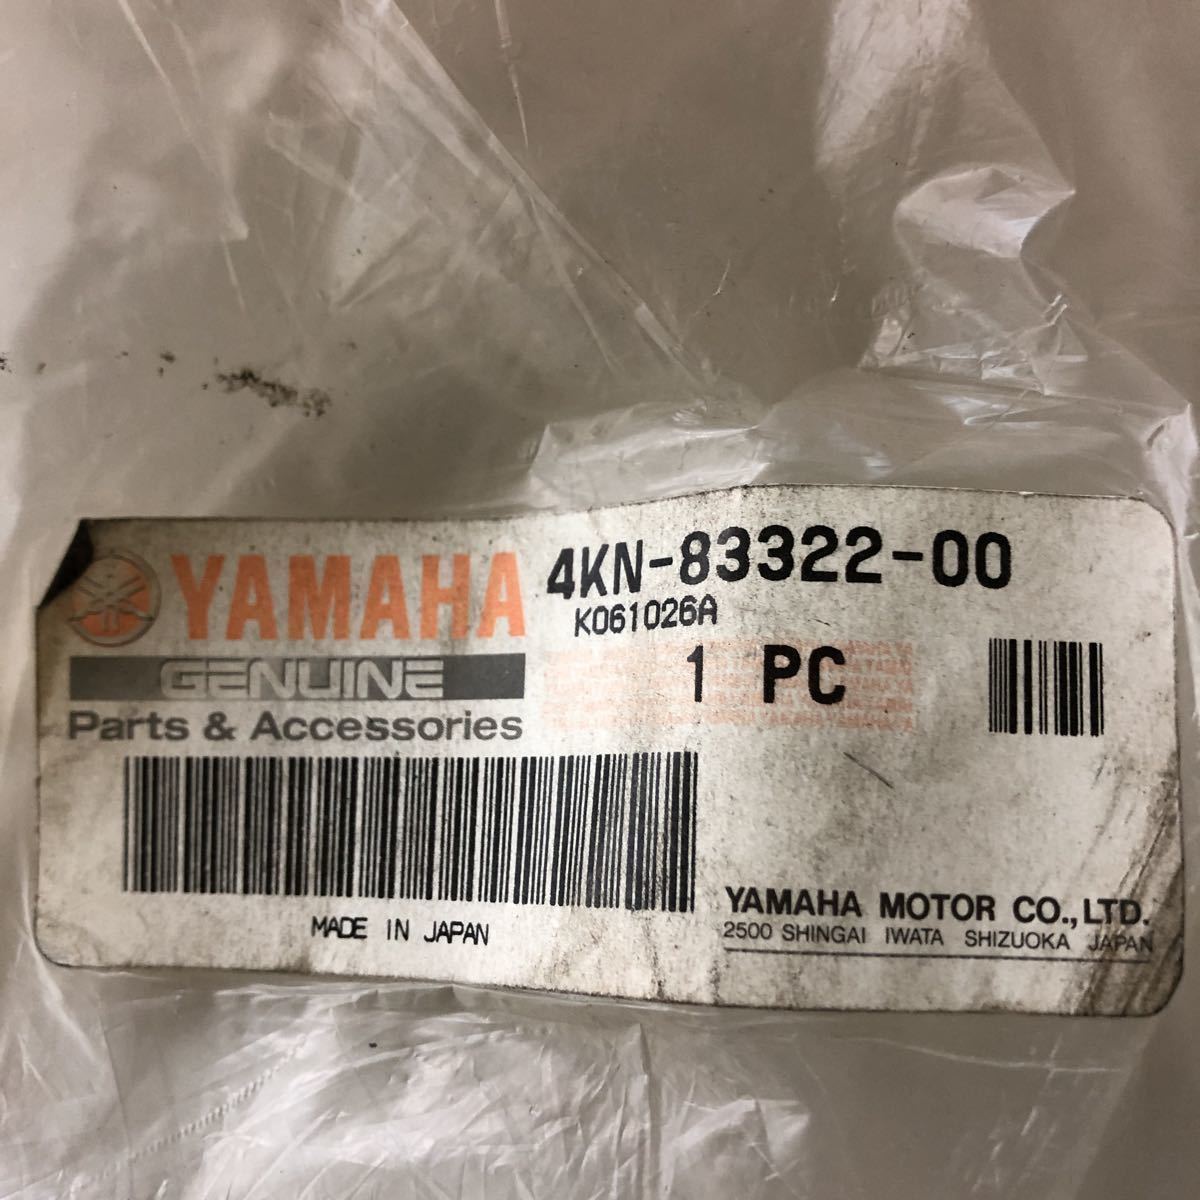 YAMAHA
GENUINE
Parts & Accessories
4KN-83322-00
K061026A
1 PC
MADE IN JAPAN
YAMAHA MOTOR CO.,LTD.
2500 SHINGAI IWATA SHIZUOKA JAPAN